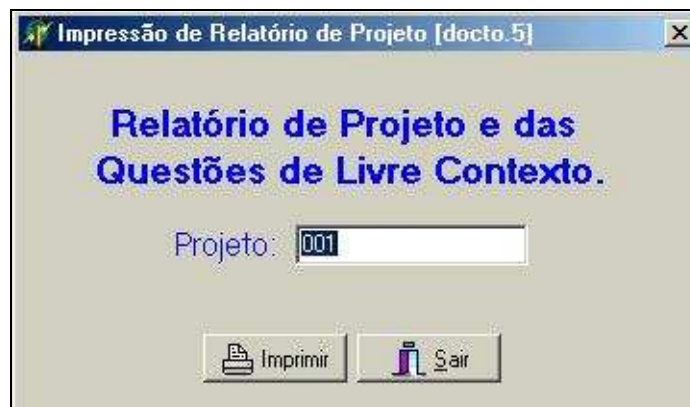 Impressão de Relatório de Projeto [docto.5]
Relatório de Projeto e das
Questões de Livre Contexto.
Projeto: 001
Imprimir Sair